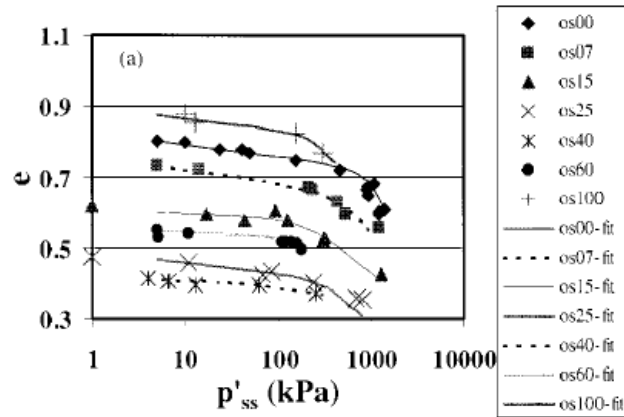 1.1
(a)
0.9
0.7
e
0.5
0.3
1
10
100
1000
10000
p'ss (kPa)
os00
os07
os15
os25
os40
os60
os100
os00-fit
os07-fit
os15-fit
os25-fit
os40-fit
os60-fit
os100-fit